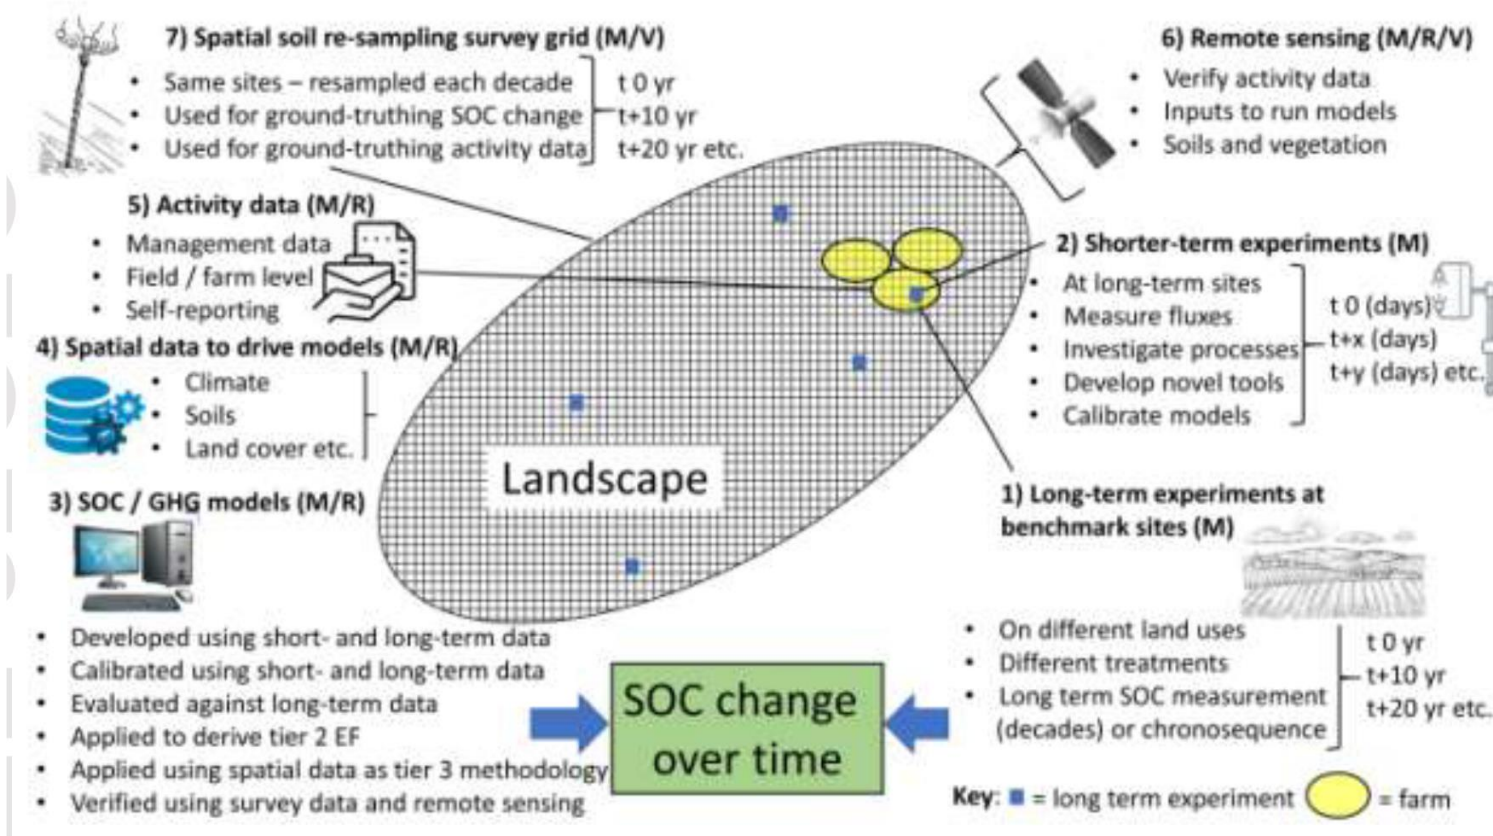 7) Spatial soil re-sampling survey grid (M/V)
• Same sites – resampled each decade
• Used for ground-truthing SOC change
• Used for ground-truthing activity data
t 0 yr
t+10 yr
t+20 yr etc.
6) Remote sensing (M/R/V)
• Verify activity data
• Inputs to run models
• Soils and vegetation
5) Activity data (M/R)
• Management data
• Field / farm level
• Self-reporting
2) Shorter-term experiments (M)
• At long-term sites
• Measure fluxes
• Investigate processes
• Develop novel tools
• Calibrate models
t 0 (days)
t+x (days)
t+y (days) etc.
4) Spatial data to drive models (M/R)
• Climate
• Soils
• Land cover etc.
Landscape
3) SOC / GHG models (M/R)
• Developed using short- and long-term data
• Calibrated using short- and long-term data
• Evaluated against long-term data
• Applied to derive tier 2 EF
• Applied using spatial data as tier 3 methodology
• Verified using survey data and remote sensing
1) Long-term experiments at
benchmark sites (M)
• On different land uses
• Different treatments
• Long term SOC measurement
(decades) or chronosequence
t 0 yr
t+10 yr
t+20 yr etc.
SOC change
over time
Key: = long term experiment = farm